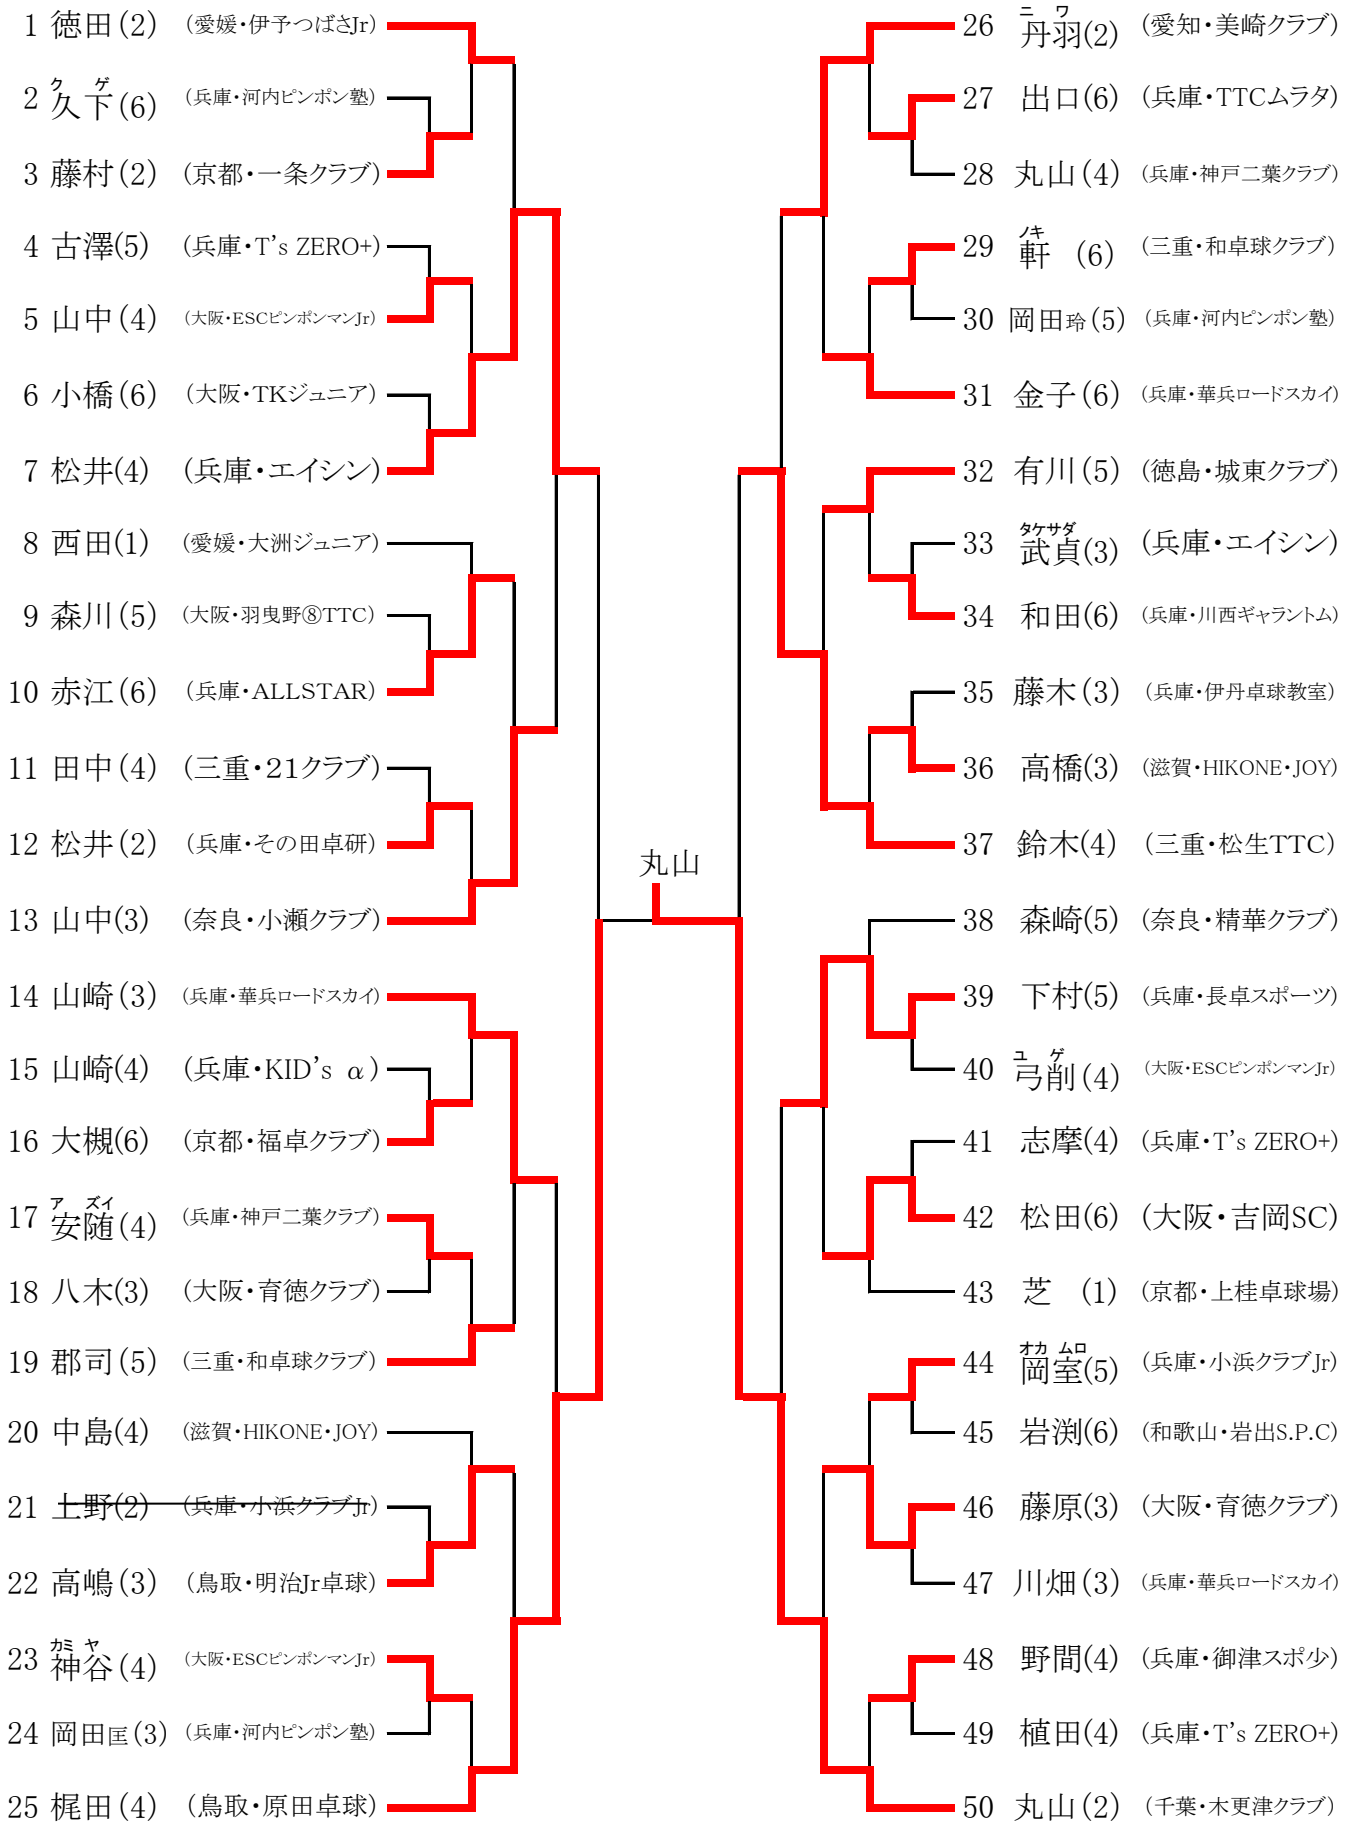 1 徳田(2) (愛媛・伊予つばさJr)
ク ゲ
2 久下(6) (兵庫・河内ピンポン塾)
3 藤村(2) (京都・一条クラブ)
4 古澤(5) (兵庫・T's ZERO+)
5 山中(4) (大阪・ESCピンポンマンJr)
6 小橋(6) (大阪・TKジュニア)
7 松井(4) (兵庫・エイシン)
8 西田(1) (愛媛・大洲ジュニア)
9 森川(5) (大阪・羽曳野⑧TTC)
10 赤江(6) (兵庫・ALLSTAR)
11 田中(4) (三重・21クラブ)
12 松井(2) (兵庫・その田卓研)
13 山中(3) (奈良・小瀬クラブ)
14 山崎(3) (兵庫・華兵ロードスカイ)
15 山崎(4) (兵庫・KID's α)
16 大槻(6) (京都・福卓クラブ)
ア ズイ
17 安随(4) (兵庫・神戸二葉クラブ)
18 八木(3) (大阪・育徳クラブ)
19 郡司(5) (三重・和卓球クラブ)
20 中島(4) (滋賀・HIKONE・JOY)
21 上野(2) (兵庫・小浜クラブJr)
22 高嶋(3) (鳥取・明治Jr卓球)
カミ ヤ
23 神谷(4) (大阪・ESCピンポンマンJr)
24 岡田匡(3) (兵庫・河内ピンポン塾)
25 梶田(4) (鳥取・原田卓球)
丸山
ニ ワ
26 丹羽(2) (愛知・美崎クラブ)
27 出口(6) (兵庫・TTCムラタ)
28 丸山(4) (兵庫・神戸二葉クラブ)
ノキ
29 軒 (6) (三重・和卓球クラブ)
30 岡田玲(5) (兵庫・河内ピンポン塾)
31 金子(6) (兵庫・華兵ロードスカイ)
32 有川(5) (徳島・城東クラブ)
タケサダ
33 武貞(3) (兵庫・エイシン)
34 和田(6) (兵庫・川西ギャラントム)
35 藤木(3) (兵庫・伊丹卓球教室)
36 高橋(3) (滋賀・HIKONE・JOY)
37 鈴木(4) (三重・松生TTC)
38 森崎(5) (奈良・精華クラブ)
39 下村(5) (兵庫・長卓スポーツ)
ユ ゲ
40 弓削(4) (大阪・ESCピンポンマンJr)
41 志摩(4) (兵庫・T's ZERO+)
42 松田(6) (大阪・吉岡SC)
43 芝 (1) (京都・上桂卓球場)
オカ ムロ
44 岡室(5) (兵庫・小浜クラブJr)
45 岩渕(6) (和歌山・岩出S.P.C)
46 藤原(3) (大阪・育徳クラブ)
47 川畑(3) (兵庫・華兵ロードスカイ)
48 野間(4) (兵庫・御津スポ少)
49 植田(4) (兵庫・T's ZERO+)
50 丸山(2) (千葉・木更津クラブ)